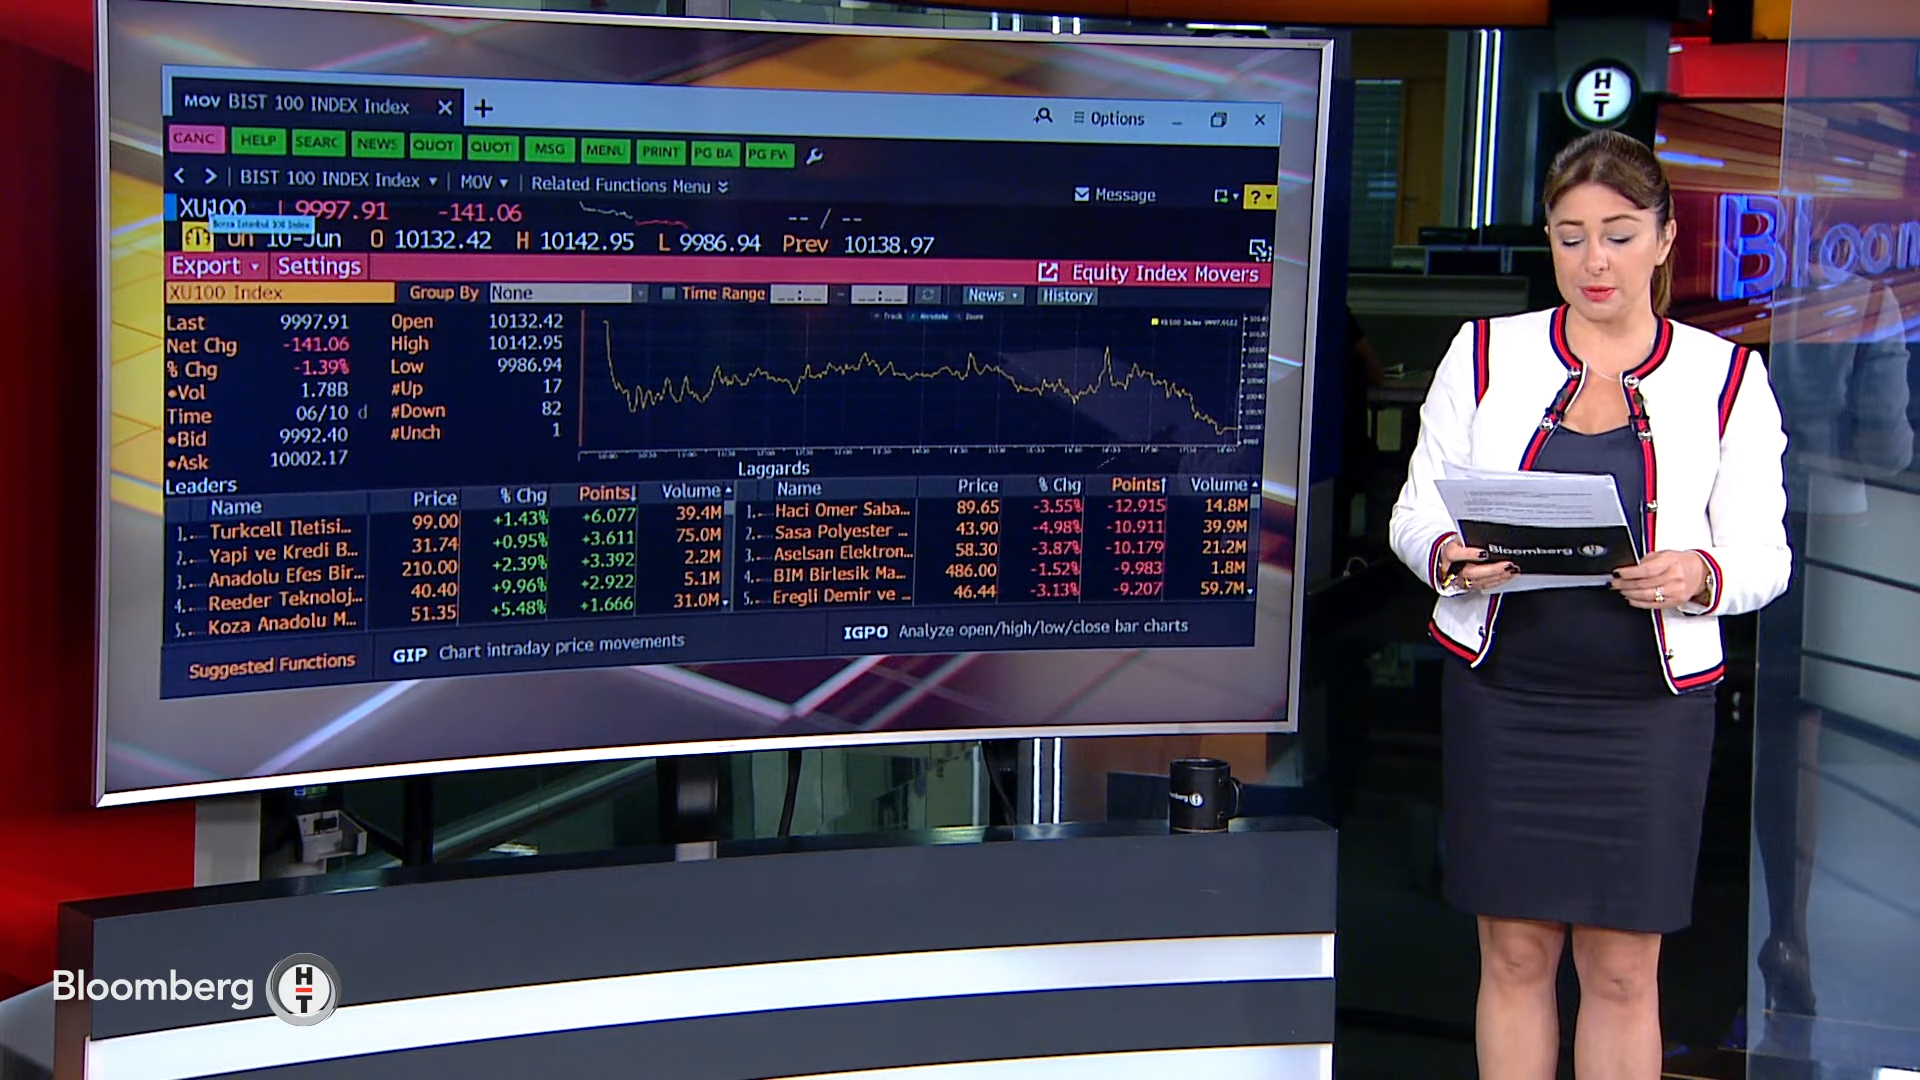 MOV BIST 100 INDEX Index × +
Options
CANC HELP SEARC NEWS QUOT QUOT MSG MENU PRINT PG BA PG FW
< > BIST 100 INDEX Index MOV Related Functions Menu
Message
?
XU100 9997.91 -141.06 -- / --
Borsa Istanbul 100 Index
On 10-Jun O 10132.42 H 10142.95 L 9986.94 Prev 10138.97
Export Settings Equity Index Movers
XU100 Index Group By None Time Range News History
Last 9997.91 Open 10132.42
Net Chg -141.06 High 10142.95
% Chg -1.39% Low 9986.94
Vol 1.78B #Up 17
Time 06/10 d #Down 82
Bid 9992.40 #Unch 1
Ask 10002.17
Track Annotate Zoom
Leaders
Name Price % Chg Points Volume
1. Turkcell Iletisi... 99.00 +1.43% +6.077 39.4M
2. Yapi ve Kredi B... 31.74 +0.95% +3.611 75.0M
3. Anadolu Efes Bir... 210.00 +2.39% +3.392 2.2M
4. Reeder Teknoloj... 40.40 +9.96% +2.922 5.1M
5. Koza Anadolu M... 51.35 +5.48% +1.666 31.0M
Laggards
Name Price % Chg Points Volume
1. Haci Omer Saba... 89.65 -3.55% -12.915 14.8M
2. Sasa Polyester ... 43.90 -4.98% -10.911 39.9M
3. Aselsan Elektron... 58.30 -3.87% -10.179 21.2M
4. BIM Birlesik Ma... 486.00 -1.52% -9.983 1.8M
5. Eregli Demir ve ... 46.44 -3.13% -9.207 59.7M
Suggested Functions GIP Chart intraday price movements IGPO Analyze open/high/low/close bar charts
HT
Bloom
Bloomberg HT
Bloomberg HT